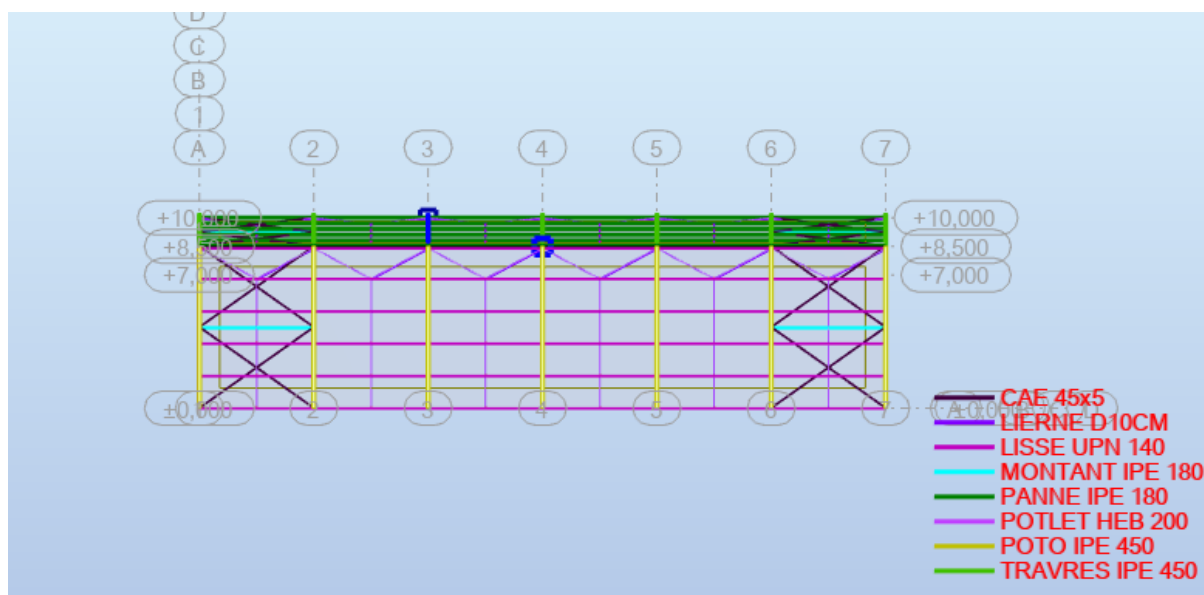 D
C
B
1
A 2 3 4 5 6 7
+10,000 +10,000
+8,500 +8,500
+7,000 +7,000
±0,000 2 3 4 5 6 7
CAE 45x5
LIERNE D10CM
LISSE UPN 140
MONTANT IPE 180
PANNE IPE 180
POTLET HEB 200
POTO IPE 450
TRAVRES IPE 450